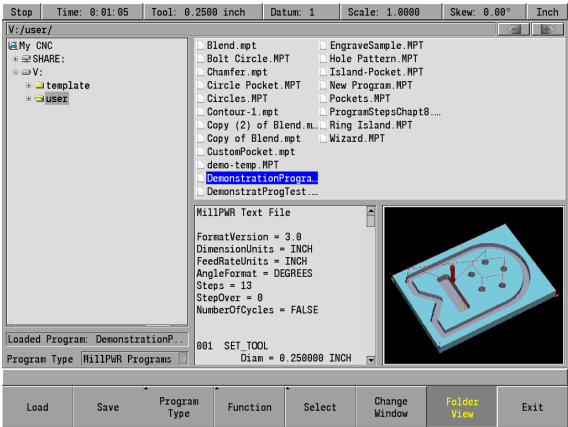 Stop Time: 0:01:05 Tool: 0.2500 inch Datum: 1 Scale: 1.0000 Skew: 0.00° Inch
V:/user/
My CNC
SHARE:
V:
template
user
Blend.mpt
Bolt Circle.MPT
Chamfer.mpt
Circle Pocket.MPT
Circles.MPT
Contour-1.mpt
Copy (2) of Blend.m…
Copy of Blend.mpt
CustomPocket.mpt
demo-temp.MPT
DemonstrationProgra…
DemonstratProgTest.…
EngraveSample.MPT
Hole Pattern.MPT
Island-Pocket.MPT
New Program.MPT
Pockets.MPT
ProgramStepsChapt8.…
Ring Island.MPT
Wizard.MPT
MillPWR Text File
FormatVersion = 3.0
DimensionUnits = INCH
FeedRateUnits = INCH
AngleFormat = DEGREES
Steps = 13
StepOver = 0
NumberOfCycles = FALSE
001 SET_TOOL
Diam = 0.250000 INCH
Loaded Program: DemonstrationP..
Program Type MillPWR Programs
Load Save Program Type Function Select Change Window Folder View Exit